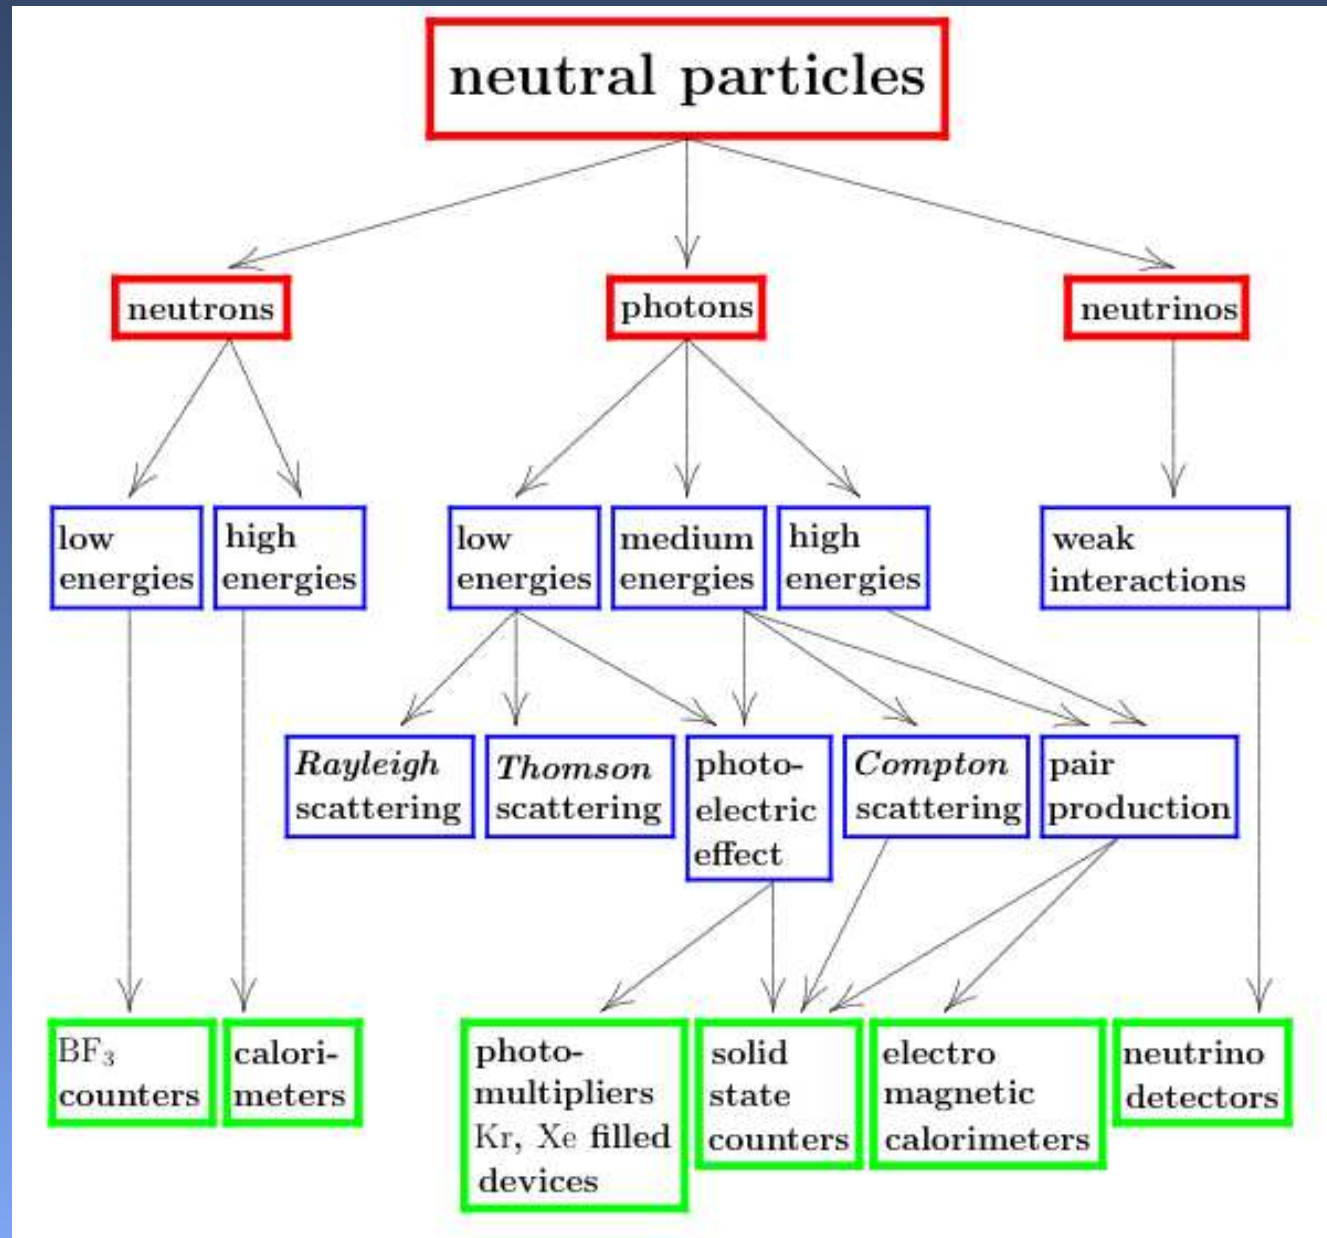 neutral particles
neutrons
photons
neutrinos
low
energies
high
energies
low
energies
medium
energies
high
energies
weak
interactions
Rayleigh
scattering
Thomson
scattering
photo-
electric
effect
Compton
scattering
pair
production
BF₃
counters
calori-
meters
photo-
multipliers
Kr, Xe filled
devices
solid
state
counters
electro
magnetic
calorimeters
neutrino
detectors